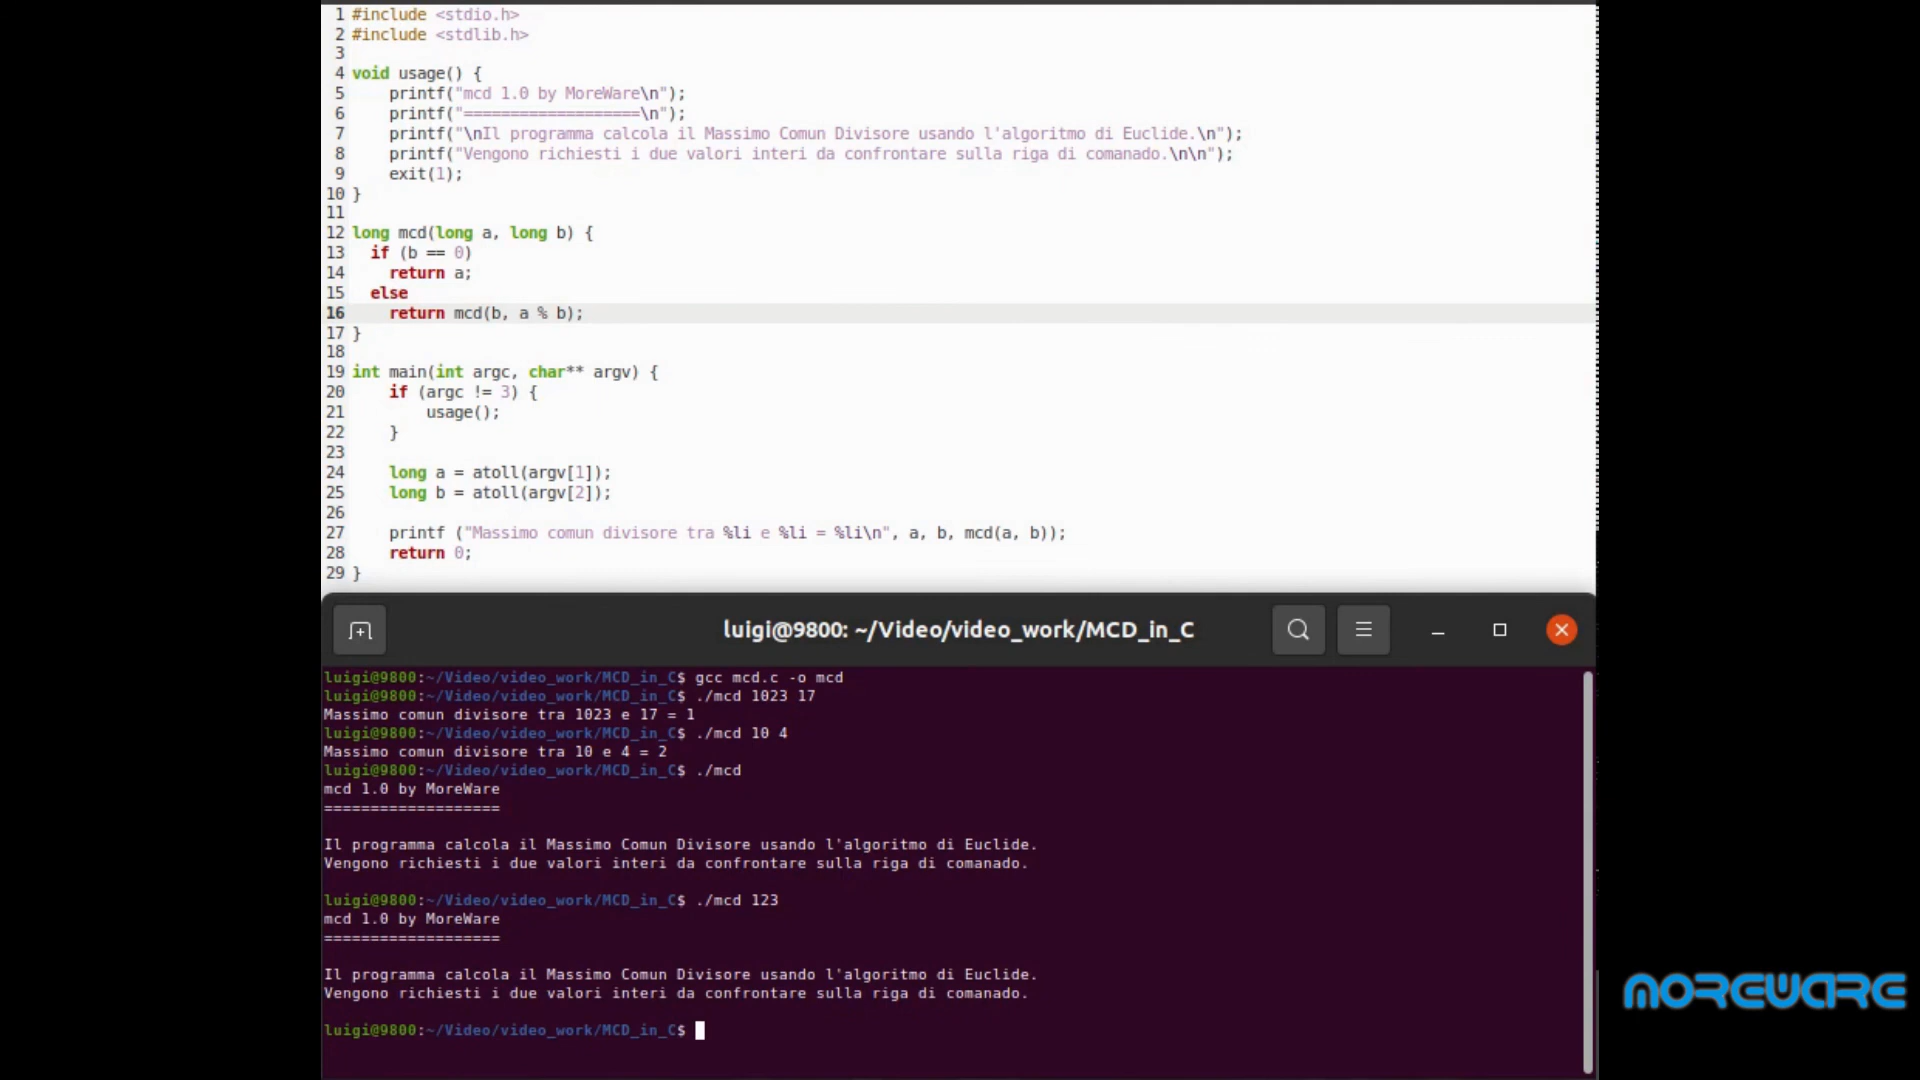 1 #include <stdio.h>
2 #include <stdlib.h>
3
4 void usage() {
5     printf("mcd 1.0 by MoreWare\n");
6     printf("===================\n");
7     printf("\nIl programma calcola il Massimo Comun Divisore usando l'algoritmo di Euclide.\n");
8     printf("Vengono richiesti i due valori interi da confrontare sulla riga di comanado.\n\n");
9     exit(1);
10 }
11
12 long mcd(long a, long b) {
13   if (b == 0)
14     return a;
15   else
16     return mcd(b, a % b);
17 }
18
19 int main(int argc, char** argv) {
20     if (argc != 3) {
21         usage();
22     }
23
24     long a = atoll(argv[1]);
25     long b = atoll(argv[2]);
26
27     printf ("Massimo comun divisore tra %li e %li = %li\n", a, b, mcd(a, b));
28     return 0;
29 }
luigi@9800: ~/Video/video_work/MCD_in_C
luigi@9800:~/Video/video_work/MCD_in_C$ gcc mcd.c -o mcd
luigi@9800:~/Video/video_work/MCD_in_C$ ./mcd 1023 17
Massimo comun divisore tra 1023 e 17 = 1
luigi@9800:~/Video/video_work/MCD_in_C$ ./mcd 10 4
Massimo comun divisore tra 10 e 4 = 2
luigi@9800:~/Video/video_work/MCD_in_C$ ./mcd
mcd 1.0 by MoreWare
===================
Il programma calcola il Massimo Comun Divisore usando l'algoritmo di Euclide.
Vengono richiesti i due valori interi da confrontare sulla riga di comanado.
luigi@9800:~/Video/video_work/MCD_in_C$ ./mcd 123
mcd 1.0 by MoreWare
===================
Il programma calcola il Massimo Comun Divisore usando l'algoritmo di Euclide.
Vengono richiesti i due valori interi da confrontare sulla riga di comanado.
luigi@9800:~/Video/video_work/MCD_in_C$
MOREWARE